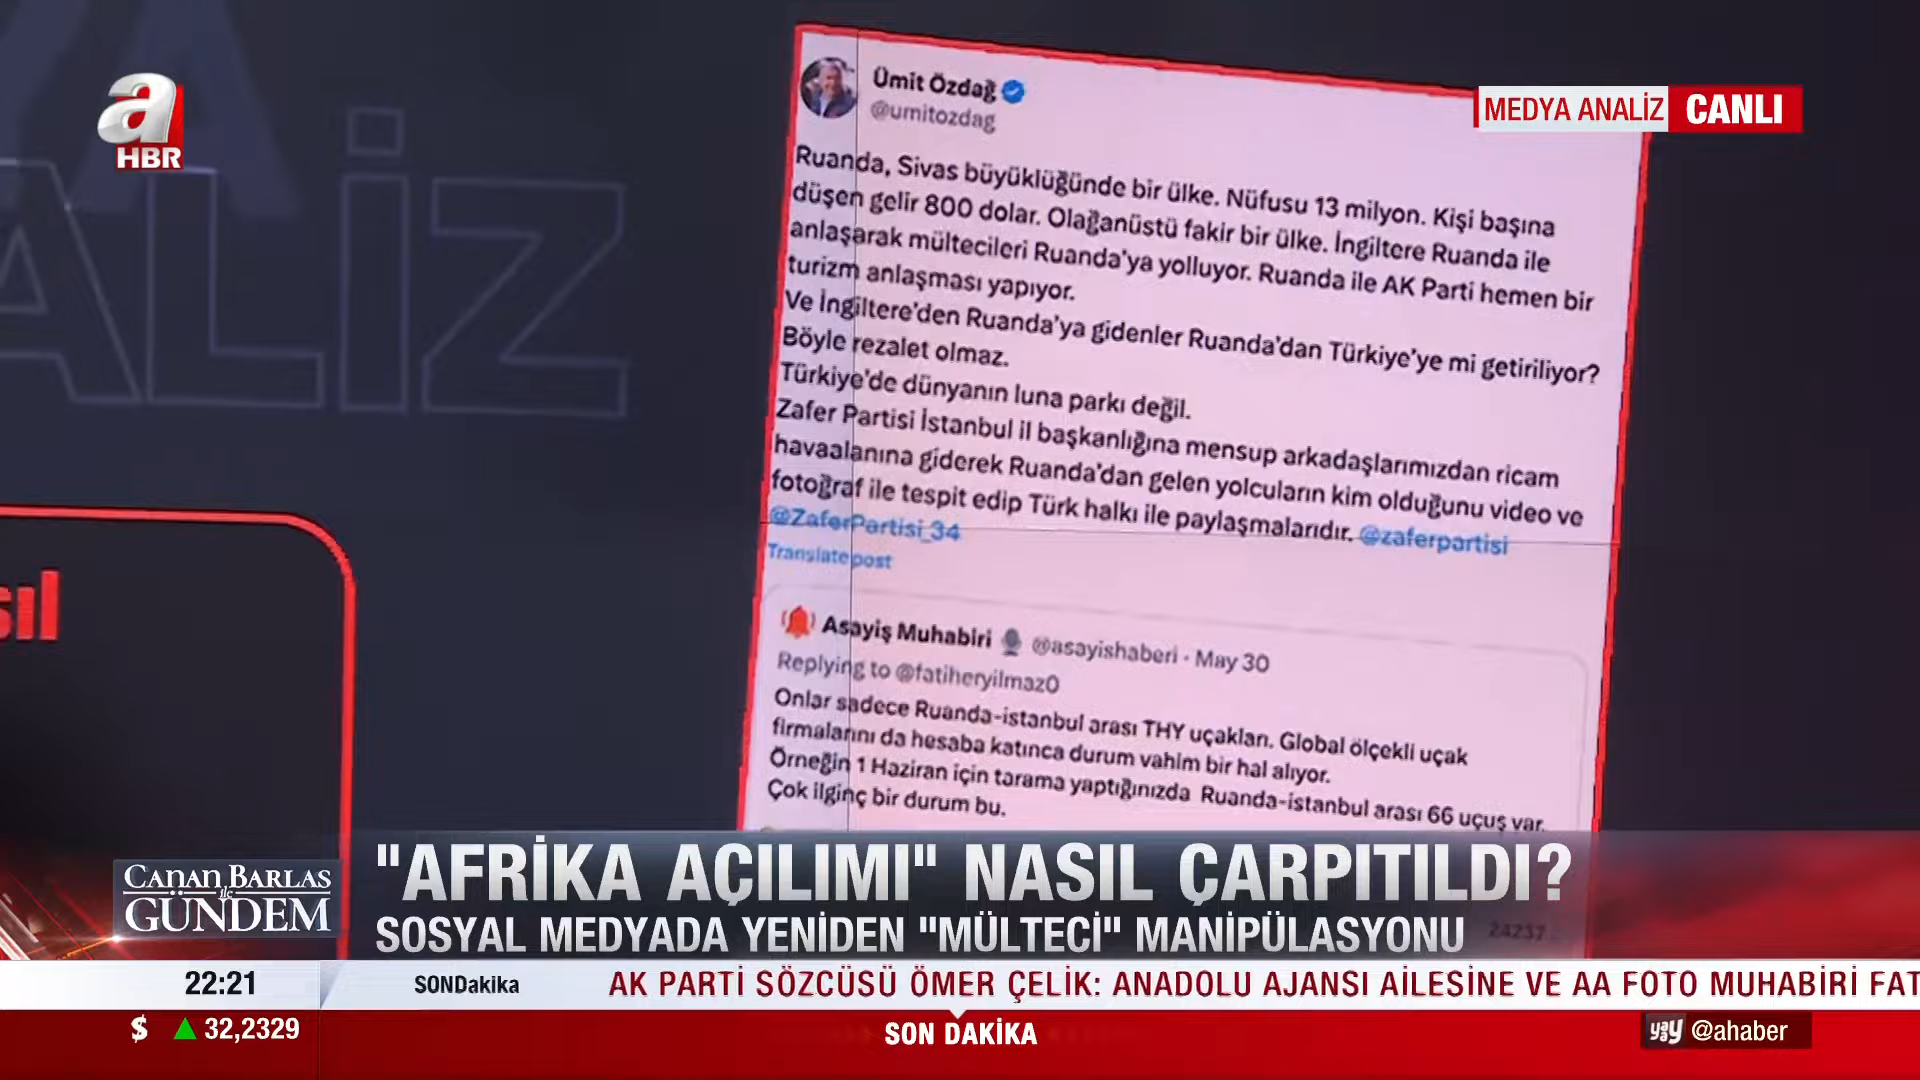 a
HBR
MEDYA ANALİZ CANLI
ALİZ
sıl
Ümit Özdağ
@umitozdag
Ruanda, Sivas büyüklüğünde bir ülke. Nüfusu 13 milyon. Kişi başına
düşen gelir 800 dolar. Olağanüstü fakir bir ülke. İngiltere Ruanda ile
anlaşarak mültecileri Ruanda'ya yolluyor. Ruanda ile AK Parti hemen bir
turizm anlaşması yapıyor.
Ve İngiltere'den Ruanda'ya gidenler Ruanda'dan Türkiye'ye mi getiriliyor?
Böyle rezalet olmaz.
Türkiye'de dünyanın luna parkı değil.
Zafer Partisi İstanbul il başkanlığına mensup arkadaşlarımızdan ricam
havaalanına giderek Ruanda'dan gelen yolcuların kim olduğunu video ve
fotoğraf ile tespit edip Türk halkı ile paylaşmalarıdır. @zaferpartisi
@ZaferPartisi_34
Translate post
Asayiş Muhabiri @asayishaberi · May 30
Replying to @fatiheryilmaz0
Onlar sadece Ruanda-istanbul arası THY uçakları. Global ölçekli uçak
firmalarını da hesaba katınca durum vahim bir hal alıyor.
Örneğin 1 Haziran için tarama yaptığınızda Ruanda-istanbul arası 66 uçuş var.
Çok ilginç bir durum bu.
CANAN BARLAS
ile
GÜNDEM
"AFRİKA AÇILIMI" NASIL ÇARPITILDI?
SOSYAL MEDYADA YENİDEN "MÜLTECİ" MANİPÜLASYONU
22:21 SONDakika AK PARTİ SÖZCÜSÜ ÖMER ÇELİK: ANADOLU AJANSI AİLESİNE VE AA FOTO MUHABİRİ FAT
$ 32,2329
SON DAKİKA
yay @ahaber